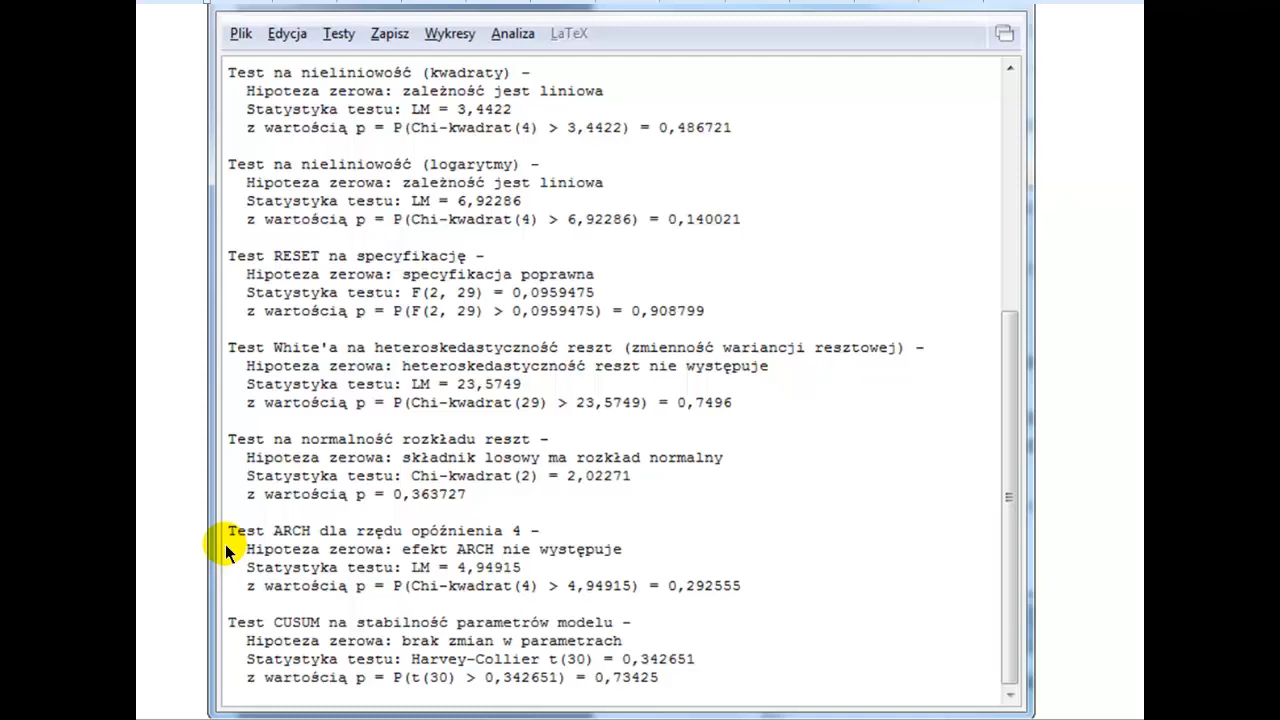 Plik Edycja Testy Zapisz Wykresy Analiza LaTeX
Test na nieliniowość (kwadraty) -
Hipoteza zerowa: zależność jest liniowa
Statystyka testu: LM = 3,4422
z wartością p = P(Chi-kwadrat(4) > 3,4422) = 0,486721
Test na nieliniowość (logarytmy) -
Hipoteza zerowa: zależność jest liniowa
Statystyka testu: LM = 6,92286
z wartością p = P(Chi-kwadrat(4) > 6,92286) = 0,140021
Test RESET na specyfikację -
Hipoteza zerowa: specyfikacja poprawna
Statystyka testu: F(2, 29) = 0,0959475
z wartością p = P(F(2, 29) > 0,0959475) = 0,908799
Test White'a na heteroskedastyczność reszt (zmienność wariancji resztowej) -
Hipoteza zerowa: heteroskedastyczność reszt nie występuje
Statystyka testu: LM = 23,5749
z wartością p = P(Chi-kwadrat(29) > 23,5749) = 0,7496
Test na normalność rozkładu reszt -
Hipoteza zerowa: składnik losowy ma rozkład normalny
Statystyka testu: Chi-kwadrat(2) = 2,02271
z wartością p = 0,363727
Test ARCH dla rzędu opóźnienia 4 -
Hipoteza zerowa: efekt ARCH nie występuje
Statystyka testu: LM = 4,94915
z wartością p = P(Chi-kwadrat(4) > 4,94915) = 0,292555
Test CUSUM na stabilność parametrów modelu -
Hipoteza zerowa: brak zmian w parametrach
Statystyka testu: Harvey-Collier t(30) = 0,342651
z wartością p = P(t(30) > 0,342651) = 0,73425